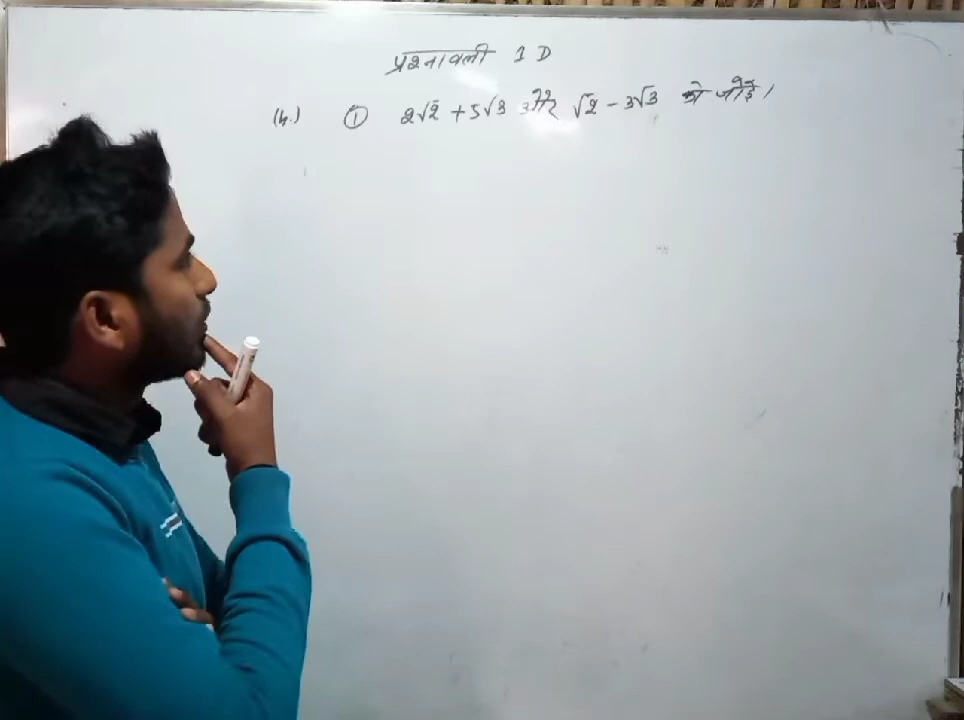 प्रश्नावली 1 D
(4.) ① 2√2 + 5√3 और √2 - 3√3 को जोड़ें।